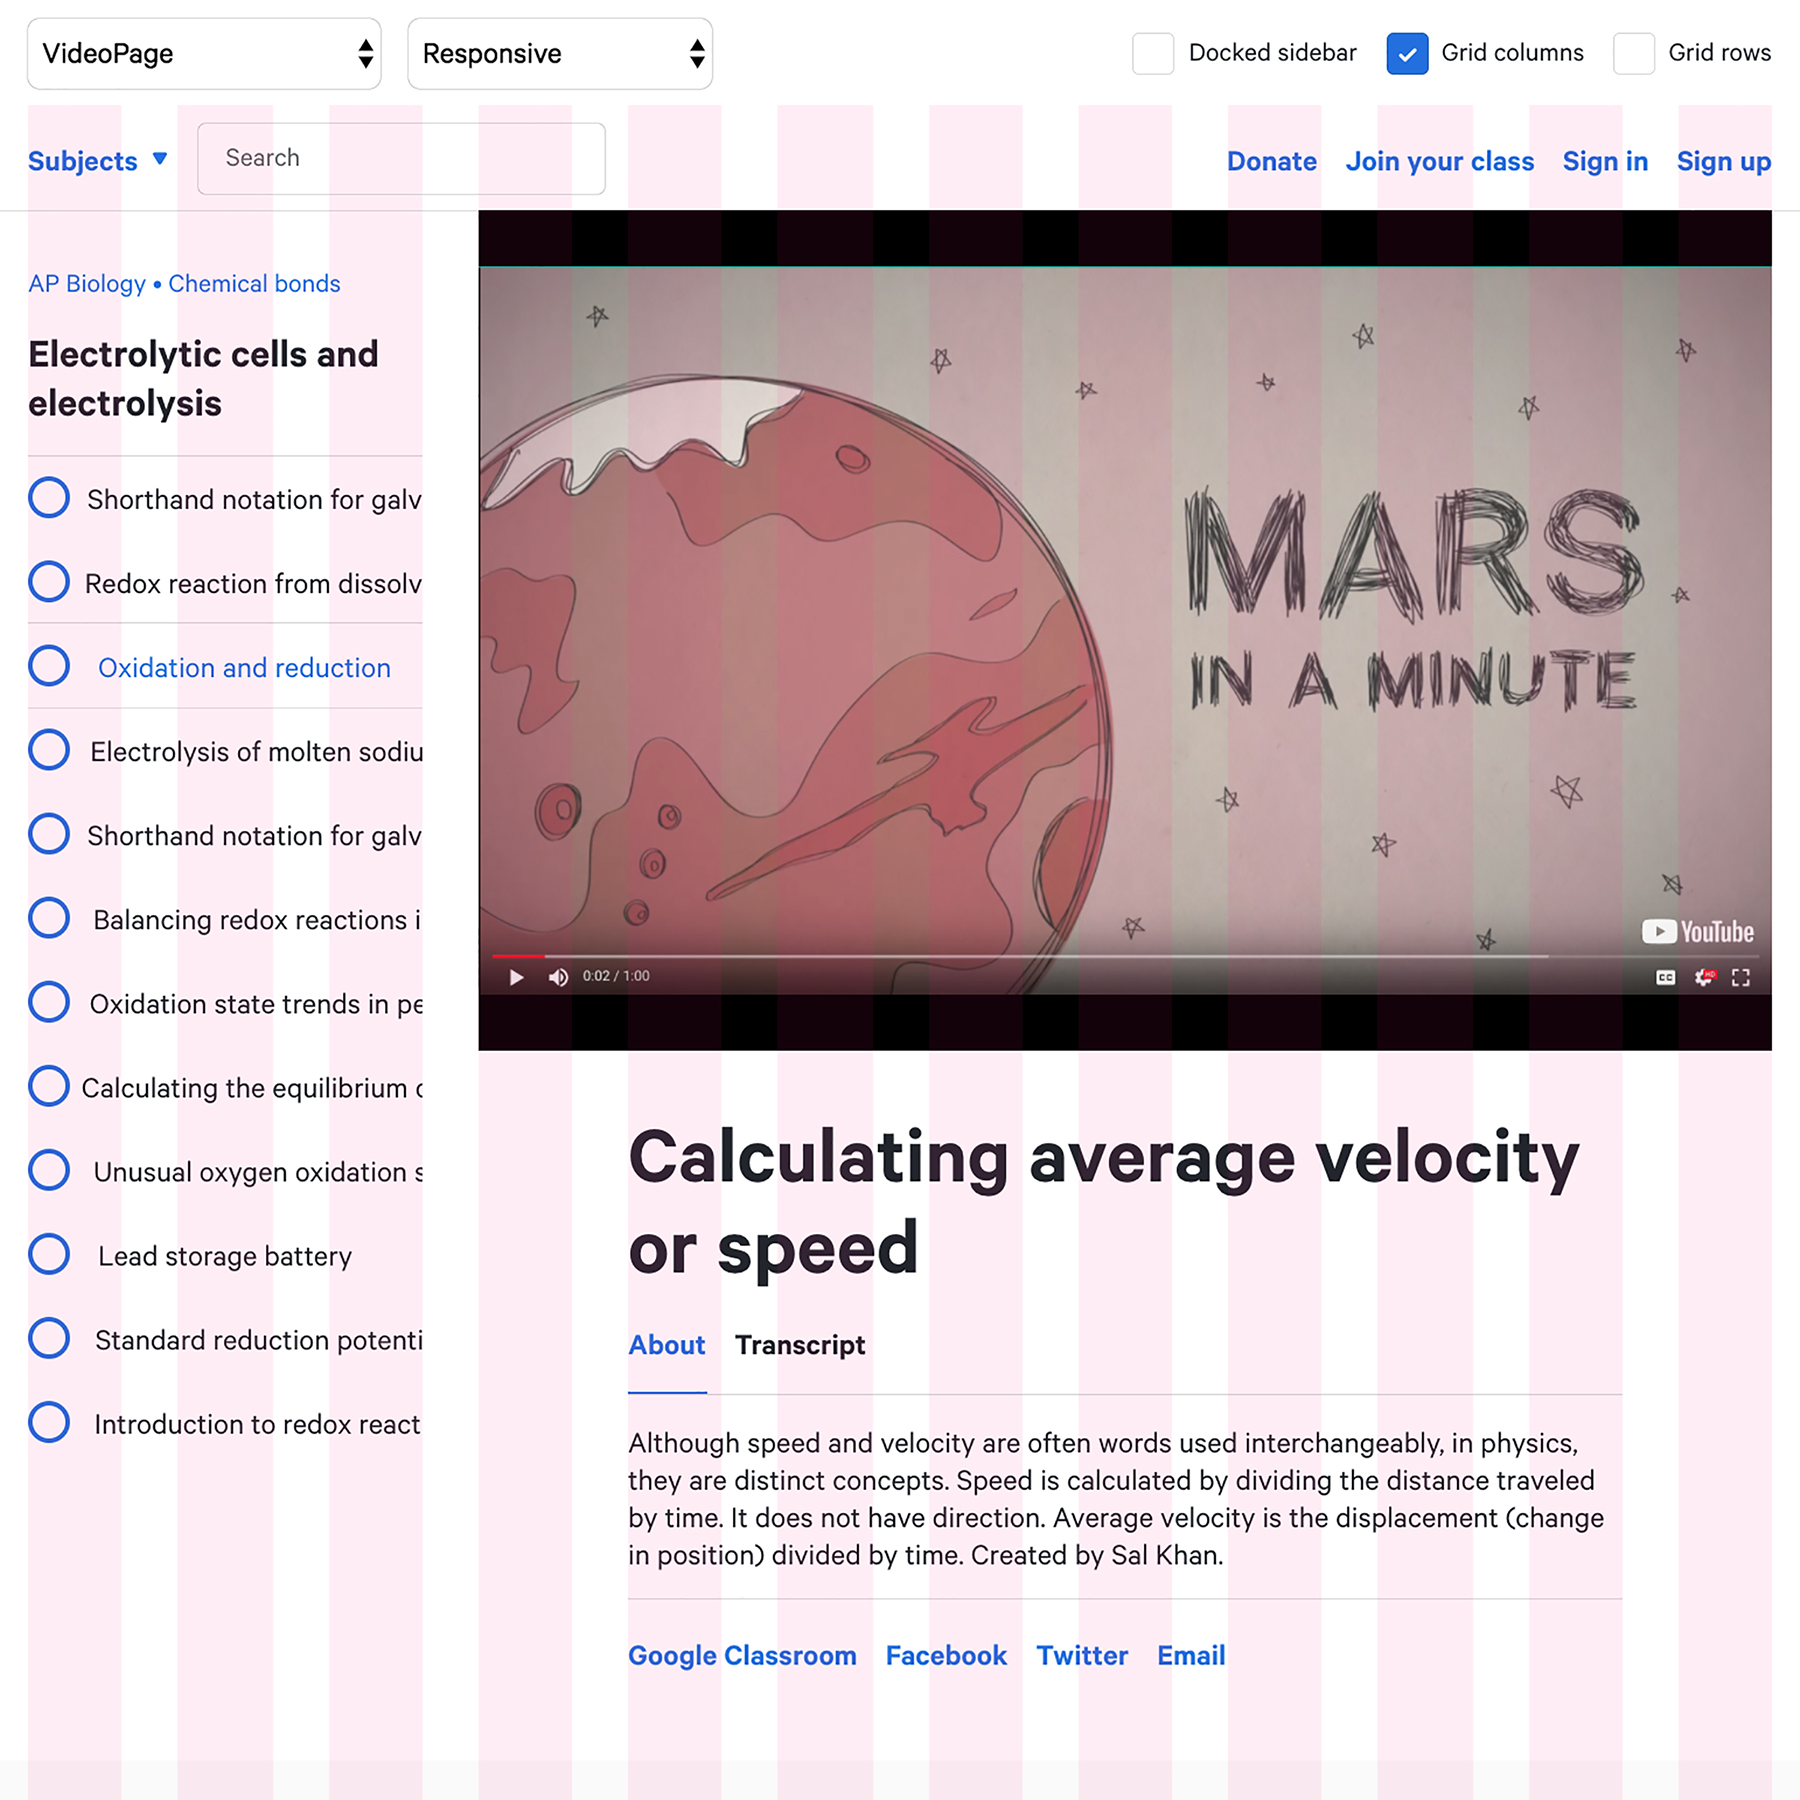 VideoPage
Responsive
Docked sidebar
Grid columns
Grid rows
Subjects
Search
Donate
Join your class
Sign in
Sign up
AP Biology • Chemical bonds
Electrolytic cells and
electrolysis
Shorthand notation for galv
Redox reaction from dissolv
Oxidation and reduction
Electrolysis of molten sodiu
Shorthand notation for galv
Balancing redox reactions i
Oxidation state trends in pe
Calculating the equilibrium
Unusual oxygen oxidation s
Lead storage battery
Standard reduction potenti
Introduction to redox react
MARS
IN A MINUTE
YouTube
0:02 / 1:00
CC
HD
Calculating average velocity
or speed
About
Transcript
Although speed and velocity are often words used interchangeably, in physics,
they are distinct concepts. Speed is calculated by dividing the distance traveled
by time. It does not have direction. Average velocity is the displacement (change
in position) divided by time. Created by Sal Khan.
Google Classroom
Facebook
Twitter
Email